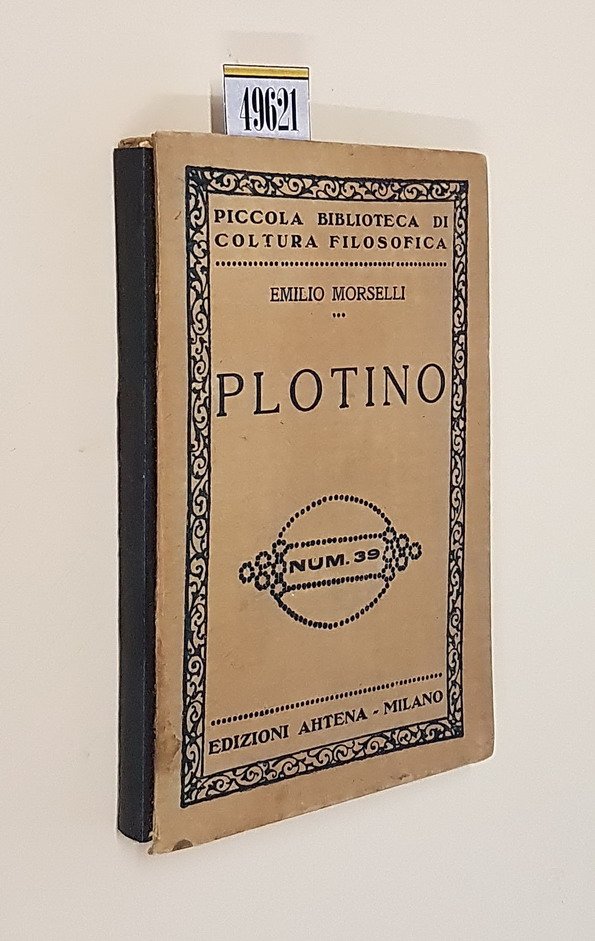 49621
PICCOLA BIBLIOTECA DI
COLTURA FILOSOFICA
EMILIO MORSELLI
PLOTINO
NUM. 39
EDIZIONI AHTENA - MILANO